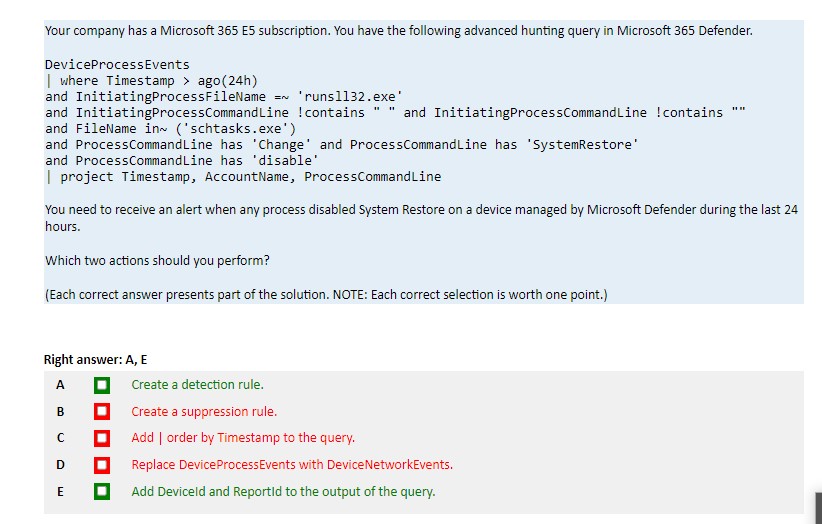 Your company has a Microsoft 365 E5 subscription. You have the following advanced hunting query in Microsoft 365 Defender.
DeviceProcessEvents
| where Timestamp > ago(24h)
and InitiatingProcessFileName =~ 'runsll32.exe'
and InitiatingProcessCommandLine !contains " " and InitiatingProcessCommandLine !contains ""
and FileName in~ ('schtasks.exe')
and ProcessCommandLine has 'Change' and ProcessCommandLine has 'SystemRestore'
and ProcessCommandLine has 'disable'
| project Timestamp, AccountName, ProcessCommandLine
You need to receive an alert when any process disabled System Restore on a device managed by Microsoft Defender during the last 24
hours.
Which two actions should you perform?
(Each correct answer presents part of the solution. NOTE: Each correct selection is worth one point.)
Right answer: A, E
A Create a detection rule.
B Create a suppression rule.
C Add | order by Timestamp to the query.
D Replace DeviceProcessEvents with DeviceNetworkEvents.
E Add DeviceId and ReportId to the output of the query.